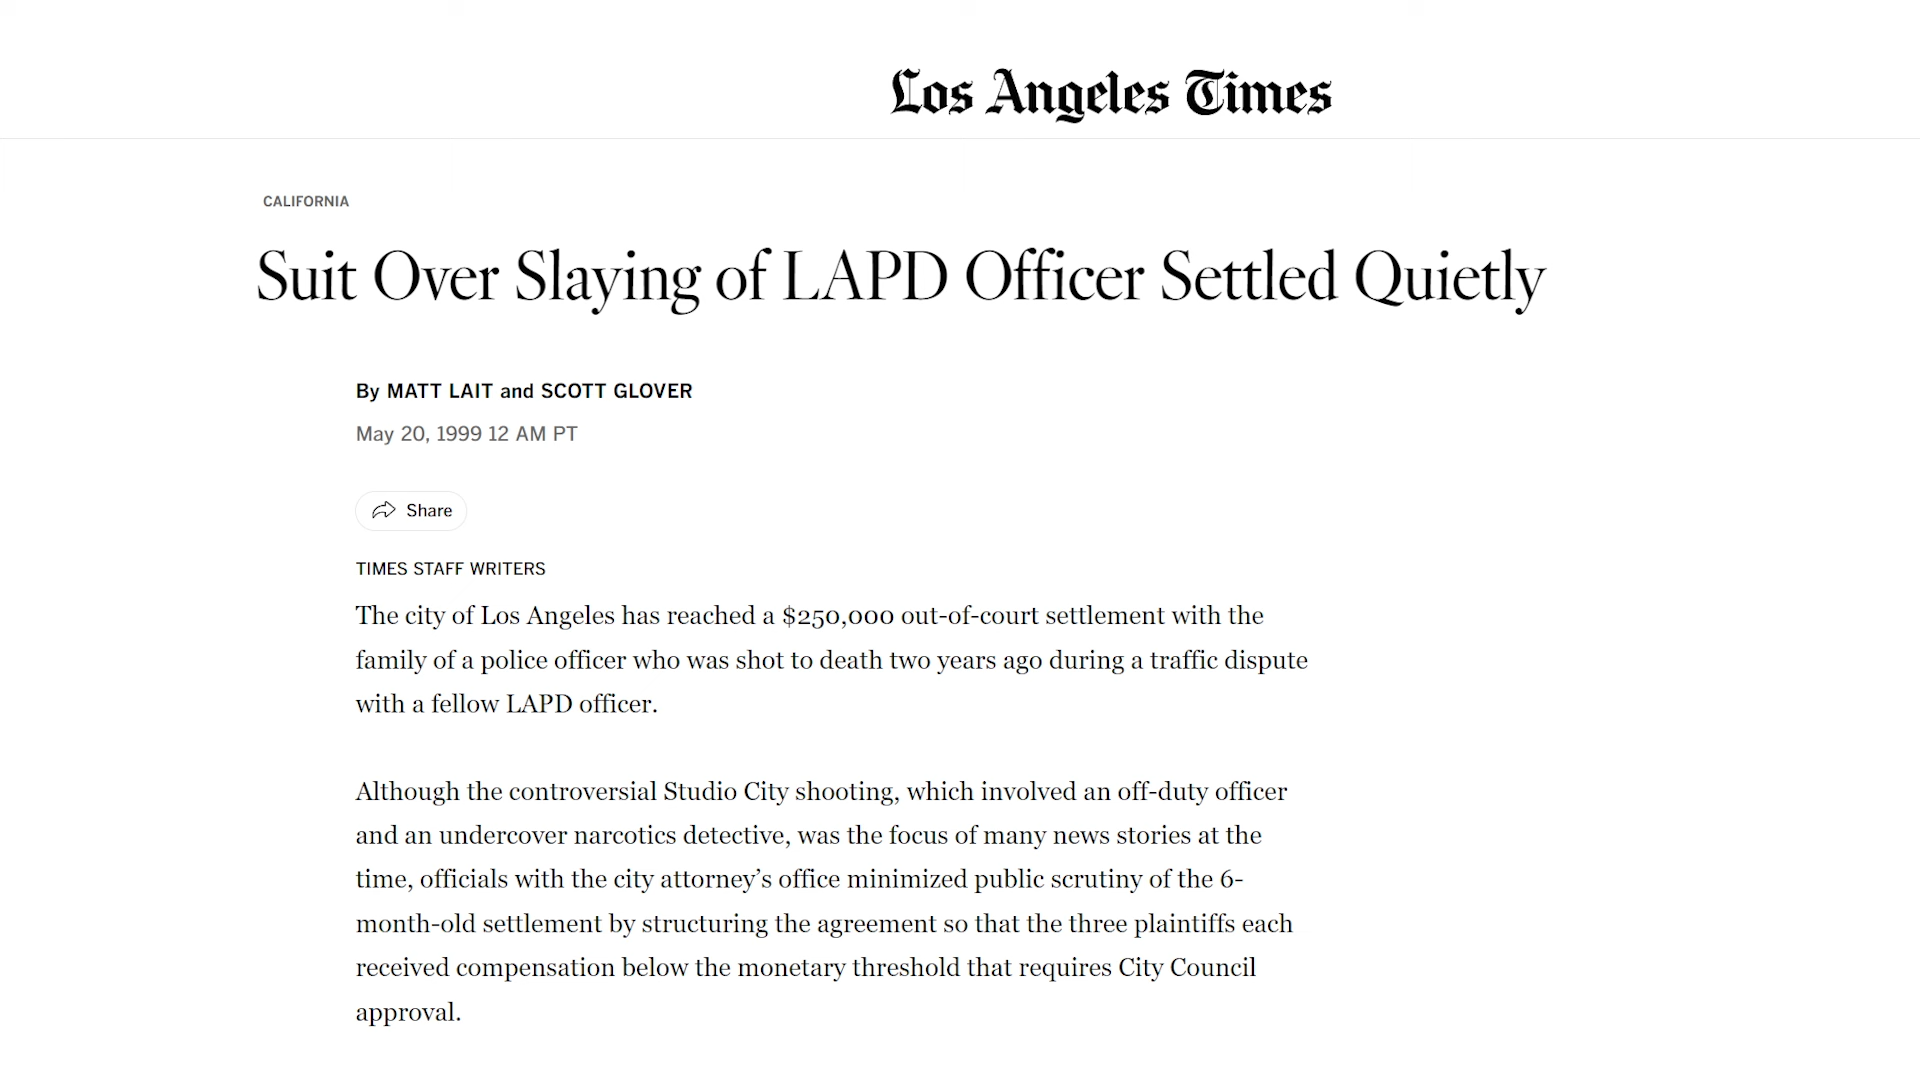 Los Angeles Times
CALIFORNIA
Suit Over Slaying of LAPD Officer Settled Quietly
By MATT LAIT and SCOTT GLOVER
May 20, 1999 12 AM PT
Share
TIMES STAFF WRITERS
The city of Los Angeles has reached a $250,000 out-of-court settlement with the
family of a police officer who was shot to death two years ago during a traffic dispute
with a fellow LAPD officer.
Although the controversial Studio City shooting, which involved an off-duty officer
and an undercover narcotics detective, was the focus of many news stories at the
time, officials with the city attorney’s office minimized public scrutiny of the 6-
month-old settlement by structuring the agreement so that the three plaintiffs each
received compensation below the monetary threshold that requires City Council
approval.